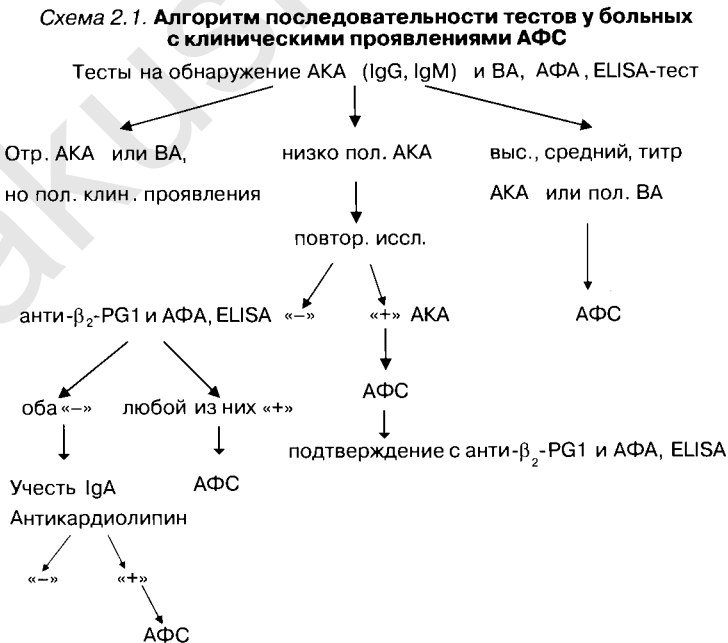 Схема 2.1. Алгоритм последовательности тестов у больных
с клиническими проявлениями АФС
Тесты на обнаружение АКА (IgG, IgM) и ВА, АФА, ELISA-тест
Отр. АКА или ВА,
но пол. клин. проявления
низко пол. АКА
выс., средний, титр
АКА или пол. ВА
повтор. иссл.
анти-β₂-PG1 и АФА, ELISA «–»
«+» АКА
АФС
АФС
оба «–»
любой из них «+»
подтверждение с анти-β₂-PG1 и АФА, ELISA
Учесть IgA
Антикардиолипин
АФС
«–»
«+»
АФС